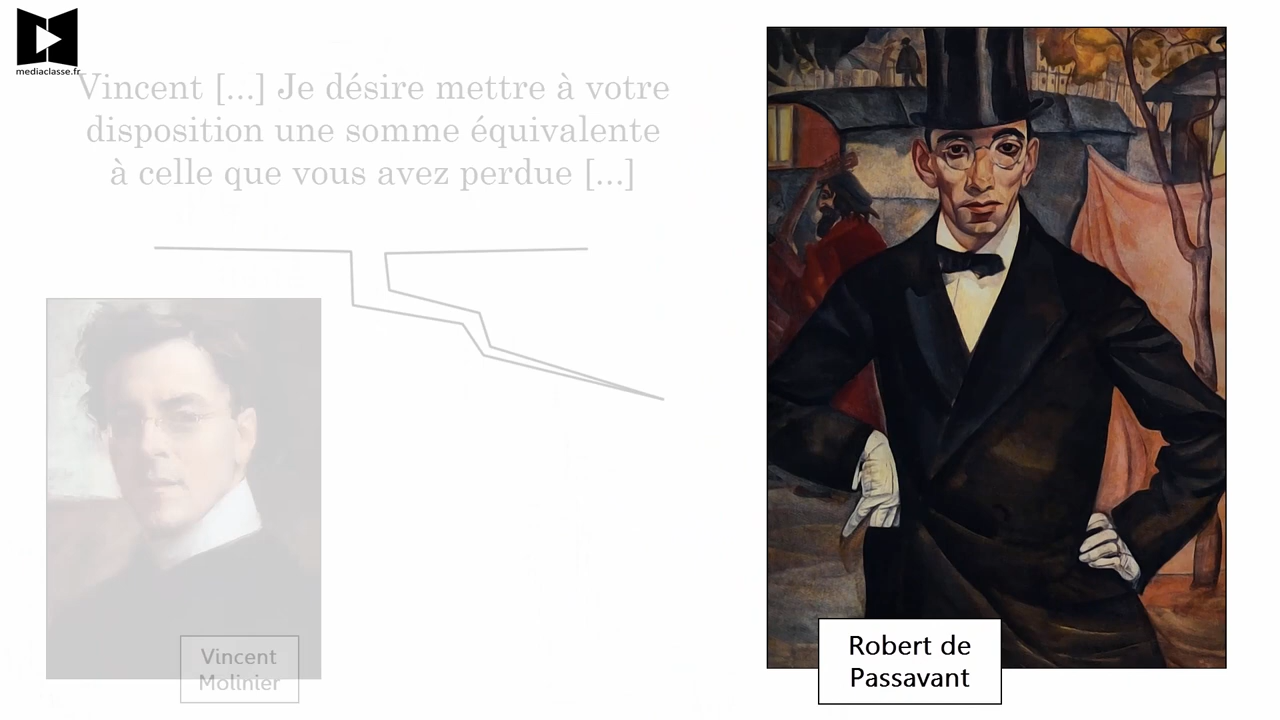 mediaclasse.fr
Vincent [...] Je désire mettre à votre
disposition une somme équivalente
à celle que vous avez perdue [...]
Vincent
Molinier
Robert de
Passavant